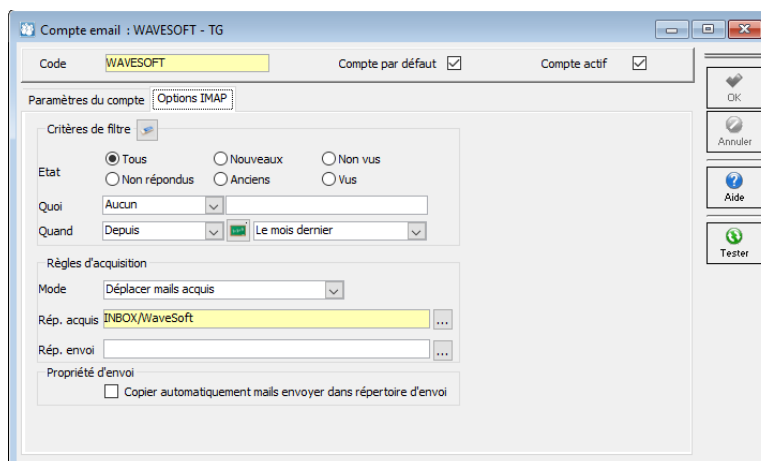 Compte email : WAVESOFT - TG
Code WAVESOFT Compte par défaut Compte actif
Paramètres du compte Options IMAP
Critères de filtre
Etat
Tous Nouveaux Non vus
Non répondus Anciens Vus
Quoi Aucun
Quand Depuis Le mois dernier
Règles d'acquisition
Mode Déplacer mails acquis
Rép. acquis INBOX/WaveSoft ...
Rép. envoi ...
Propriété d'envoi
Copier automatiquement mails envoyer dans répertoire d'envoi
OK
Annuler
Aide
Tester